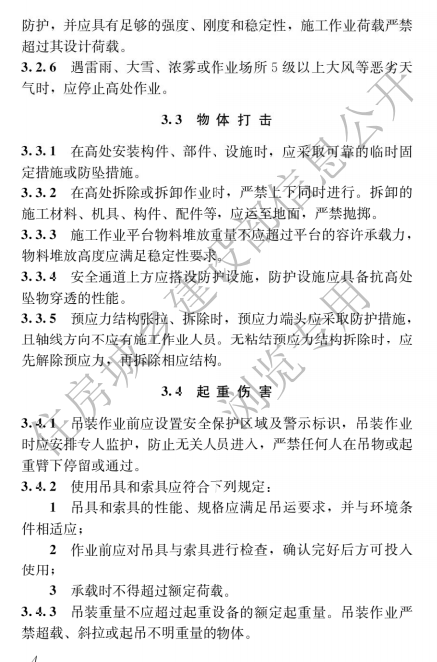 防护，并应具有足够的强度、刚度和稳定性，施工作业荷载严禁
超过其设计荷载。
3.2.6 遇雷雨、大雪、浓雾或作业场所5级以上大风等恶劣天
气时，应停止高处作业。
3.3 物体打击
3.3.1 在高处安装构件、部件、设施时，应采取可靠的临时固
定措施或防坠措施。
3.3.2 在高处拆除或拆卸作业时，严禁上下同时进行。拆卸的
施工材料、机具、构件、配件等，应运至地面，严禁抛掷。
3.3.3 施工作业平台物料堆放重量不应超过平台的容许承载力，
物料堆放高度应满足稳定性要求。
3.3.4 安全通道上方应搭设防护设施，防护设施应具备抗高处
坠物穿透的性能。
3.3.5 预应力结构张拉、拆除时，预应力端头应采取防护措施，
且轴线方向不应有施工作业人员。无粘结预应力结构拆除时，应
先解除预应力，再拆除相应结构。
3.4 起重伤害
3.4.1 吊装作业前应设置安全保护区域及警示标识，吊装作业
时应安排专人监护，防止无关人员进入，严禁任何人在吊物或起
重臂下停留或通过。
3.4.2 使用吊具和索具应符合下列规定：
1 吊具和索具的性能、规格应满足吊运要求，并与环境条
件相适应；
2 作业前应对吊具与索具进行检查，确认完好后方可投入
使用；
3 承载时不得超过额定荷载。
3.4.3 吊装重量不应超过起重设备的额定起重量。吊装作业严
禁超载、斜拉或起吊不明重量的物体。
4
住房城乡建设部信息公开
浏览专用